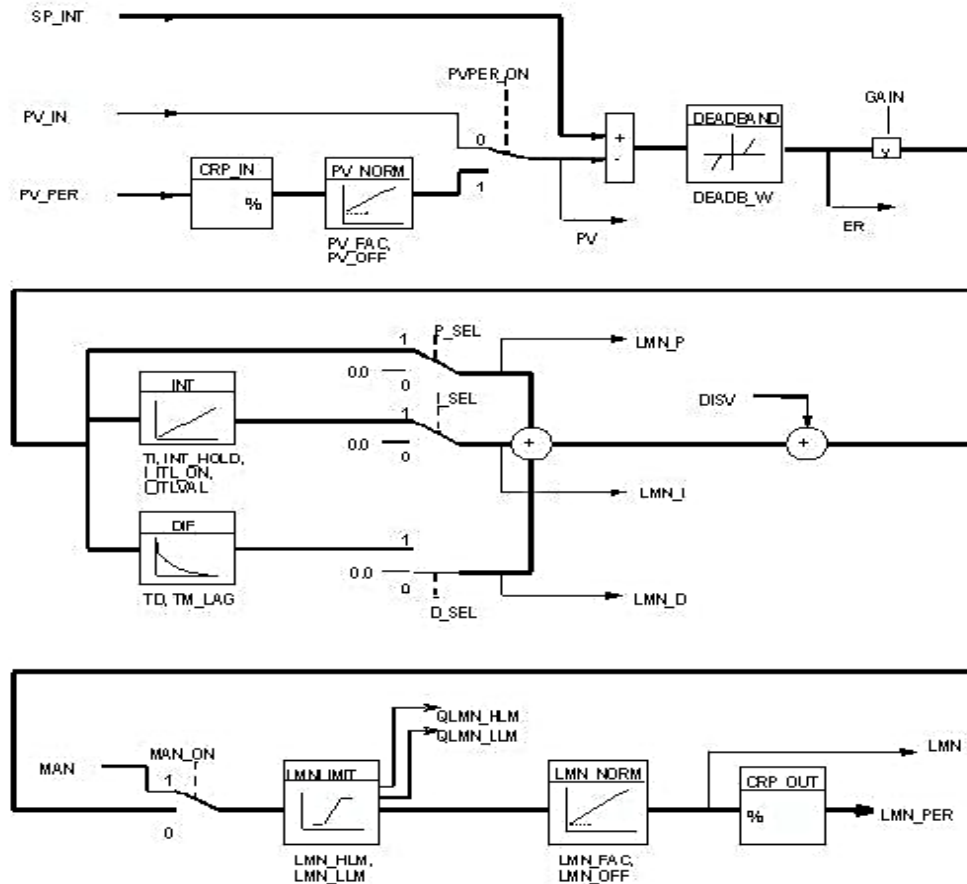 SP_INT
PVPER_ON
GAIN
PV_IN
DEADBAND
0
+
-
CRP_IN
PV_NORM
PV_PER
%
1
DEADB_W
PV_FAC,
PV_OFF
PV
ER
P_SEL
1
LMN_P
0.0
0
INT
I_SEL
1
DISV
0.0
+
+
0
TI, INT_HOLD,
I_ITL_ON,
LMN_I
DIF
1
0.0
0
TD, TM_LAG
D_SEL
LMN_D
QLMN_HLM
QLMN_LLM
MAN_ON
LMN
MAN
LMNLIMIT
LMN_NORM
CRP_OUT
1
%
LMN_PER
0
LMN_HLM,
LMN_LLM
LMN_FAC,
LMN_OFF